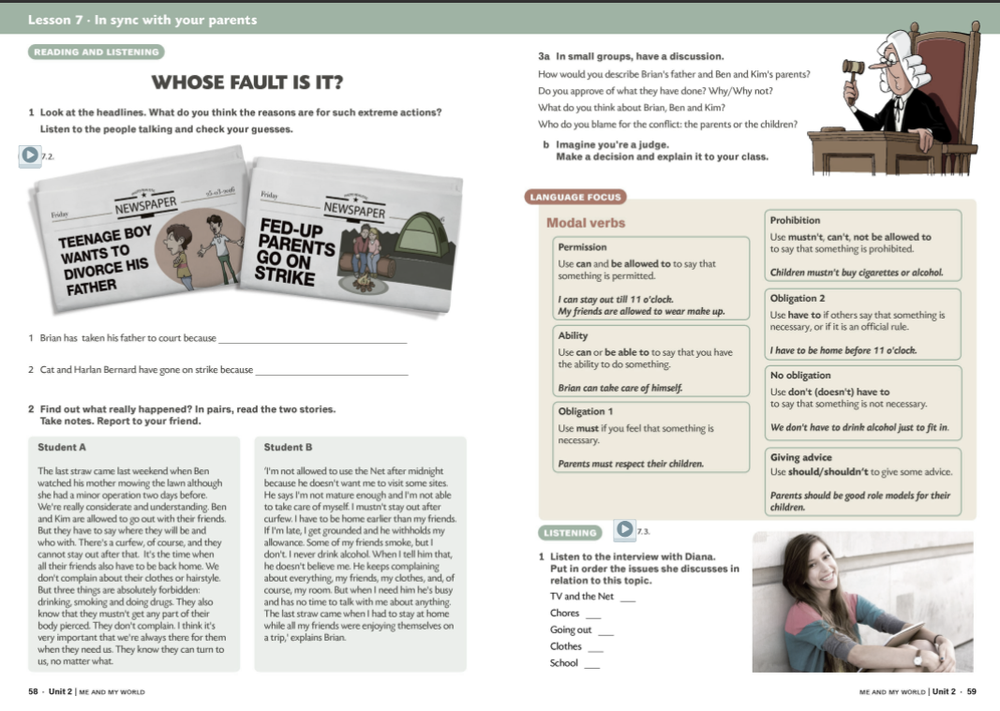 Lesson 7 · In sync with your parents
READING AND LISTENING
WHOSE FAULT IS IT?
1 Look at the headlines. What do you think the reasons are for such extreme actions?
Listen to the people talking and check your guesses.
7.2.
Friday
NEWSPAPER
TEENAGE BOY
WANTS TO
DIVORCE HIS
FATHER
Friday
NEWSPAPER
FED-UP
PARENTS
GO ON
STRIKE
1 Brian has taken his father to court because
2 Cat and Harlan Bernard have gone on strike because
2 Find out what really happened? In pairs, read the two stories.
Take notes. Report to your friend.
Student A
The last straw came last weekend when Ben
watched his mother mowing the lawn although
she had a minor operation two days before.
We're really considerate and understanding. Ben
and Kim are allowed to go out with their friends.
But they have to say where they will be and
who with. There's a curfew, of course, and they
cannot stay out after that. It's the time when
all their friends also have to be back home. We
don't complain about their clothes or hairstyle.
But three things are absolutely forbidden:
drinking, smoking and doing drugs. They also
know that they mustn't get any part of their
body pierced. They don't complain. I think it's
very important that we're always there for them
when they need us. They know they can turn to
us, no matter what.
Student B
'I'm not allowed to use the Net after midnight
because he doesn't want me to visit some sites.
He says I'm not mature enough and I'm not able
to take care of myself. I mustn't stay out after
curfew. I have to be home earlier than my friends.
If I'm late, I get grounded and he withholds my
allowance. Some of my friends smoke, but I
don't. I never drink alcohol. When I tell him that,
he doesn't believe me. He keeps complaining
about everything, my friends, my clothes, and, of
course, my room. But when I need him he's busy
and has no time to talk with me about anything.
The last straw came when I had to stay at home
while all my friends were enjoying themselves on
a trip,' explains Brian.
58 · Unit 2 | ME AND MY WORLD
3a In small groups, have a discussion.
How would you describe Brian's father and Ben and Kim's parents?
Do you approve of what they have done? Why/Why not?
What do you think about Brian, Ben and Kim?
Who do you blame for the conflict: the parents or the children?
b Imagine you're a judge.
Make a decision and explain it to your class.
LANGUAGE FOCUS
Modal verbs
Permission
Use can and be allowed to to say that
something is permitted.
I can stay out till 11 o'clock.
My friends are allowed to wear make up.
Ability
Use can or be able to to say that you have
the ability to do something.
Brian can take care of himself.
Obligation 1
Use must if you feel that something is
necessary.
Parents must respect their children.
Prohibition
Use mustn't, can't, not be allowed to
to say that something is prohibited.
Children mustn't buy cigarettes or alcohol.
Obligation 2
Use have to if others say that something is
necessary, or if it is an official rule.
I have to be home before 11 o'clock.
No obligation
Use don't (doesn't) have to
to say that something is not necessary.
We don't have to drink alcohol just to fit in.
Giving advice
Use should/shouldn't to give some advice.
Parents should be good role models for their
children.
LISTENING
7.3.
1 Listen to the interview with Diana.
Put in order the issues she discusses in
relation to this topic.
TV and the Net
Chores
Going out
Clothes
School
ME AND MY WORLD | Unit 2 · 59